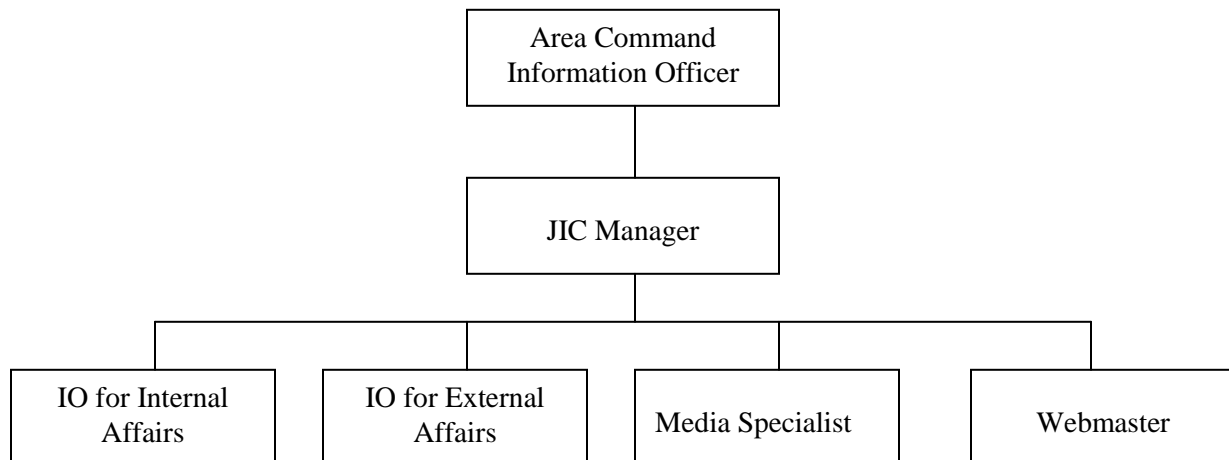 Area Command
Information Officer
JIC Manager
IO for Internal
Affairs
IO for External
Affairs
Media Specialist
Webmaster